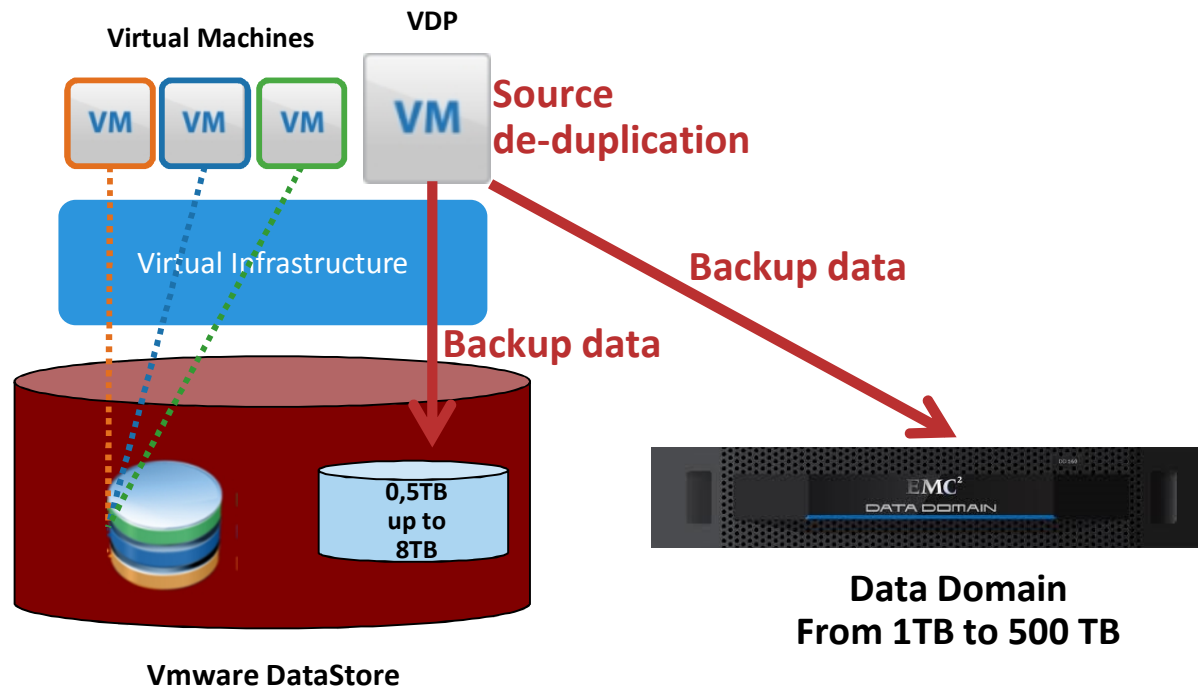 VDP
Virtual Machines
VM
VM
VM
VM
Source
de-duplication
Virtual Infrastructure
Backup data
Backup data
0,5TB
up to
8TB
EMC²
DATA DOMAIN
Data Domain
From 1TB to 500 TB
Vmware DataStore